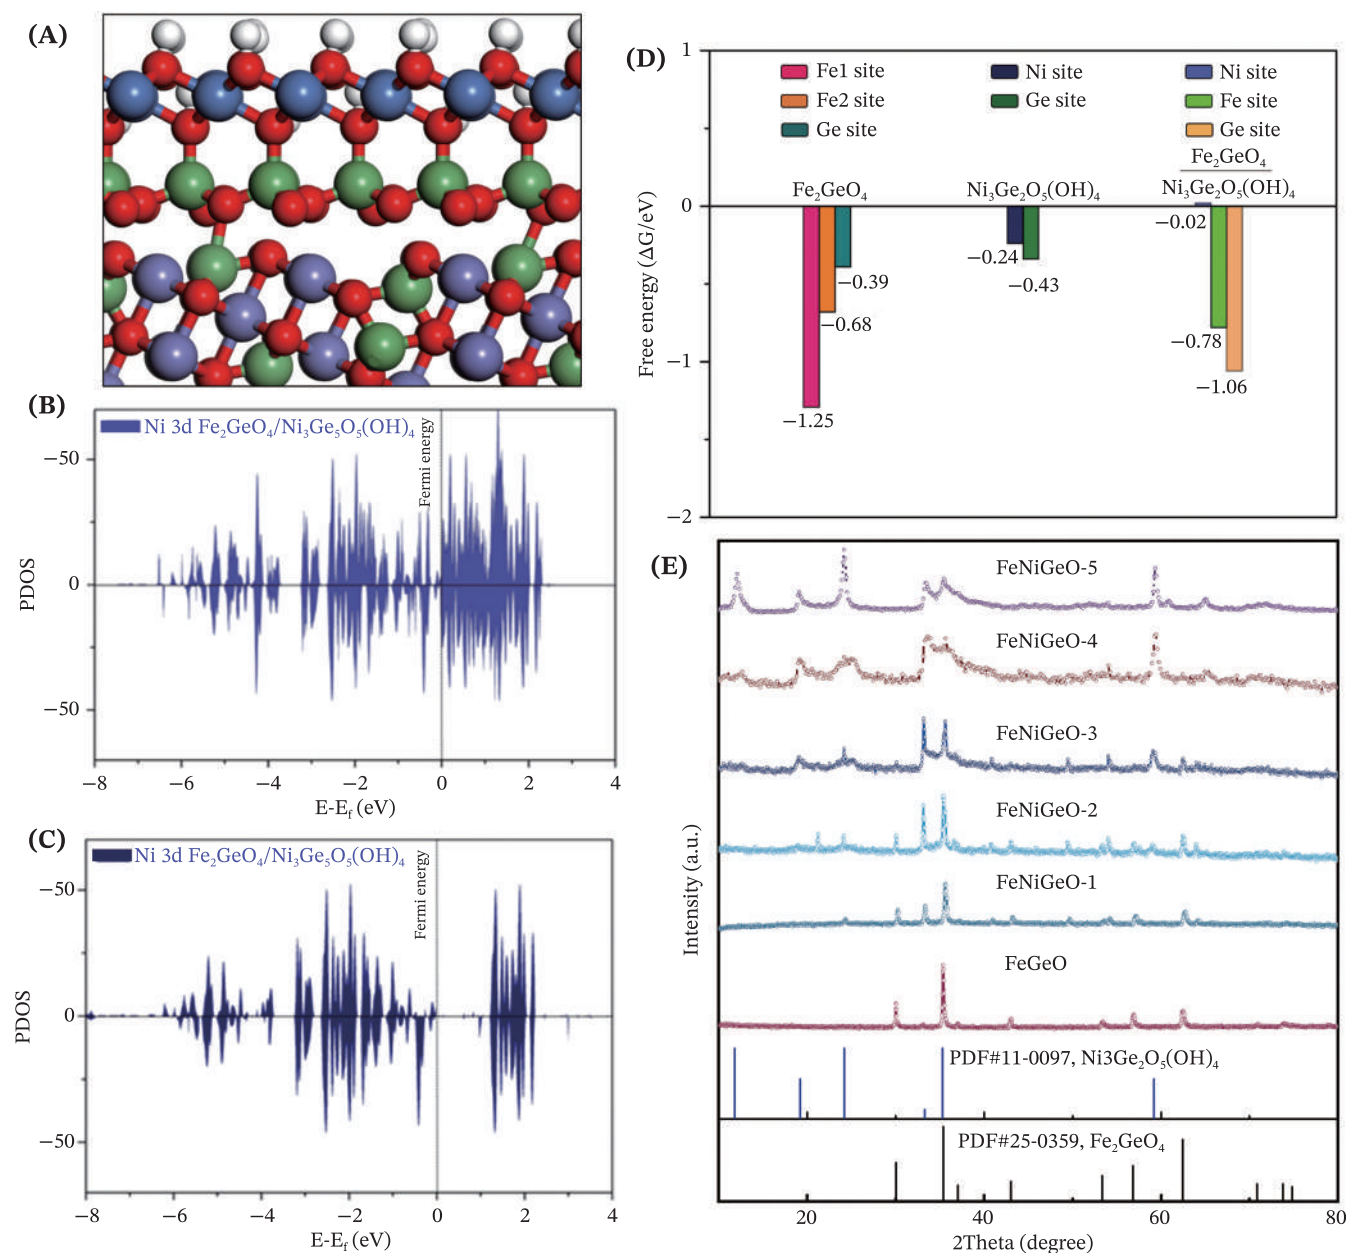 (A)
(B)
Ni 3d Fe₂GeO₄/Ni₃Ge₅O₅(OH)₄
Fermi energy
−50
0
−50
PDOS
−8 −6 −4 −2 0 2 4
E-E_f (eV)
(C)
Ni 3d Fe₂GeO₄/Ni₃Ge₅O₅(OH)₄
Fermi energy
−50
0
−50
PDOS
−8 −6 −4 −2 0 2 4
E-E_f (eV)
(D)
1
0
−1
−2
Free energy (ΔG/eV)
Fe1 site
Fe2 site
Ge site
Ni site
Ge site
Ni site
Fe site
Ge site
Fe₂GeO₄
Ni₃Ge₂O₅(OH)₄
Fe₂GeO₄
Ni₃Ge₂O₅(OH)₄
−1.25
−0.68
−0.39
−0.24
−0.43
−0.02
−0.78
−1.06
(E)
FeNiGeO-5
FeNiGeO-4
FeNiGeO-3
FeNiGeO-2
FeNiGeO-1
FeGeO
PDF#11-0097, Ni3Ge₂O₅(OH)₄
PDF#25-0359, Fe₂GeO₄
Intensity (a.u.)
20 40 60 80
2Theta (degree)